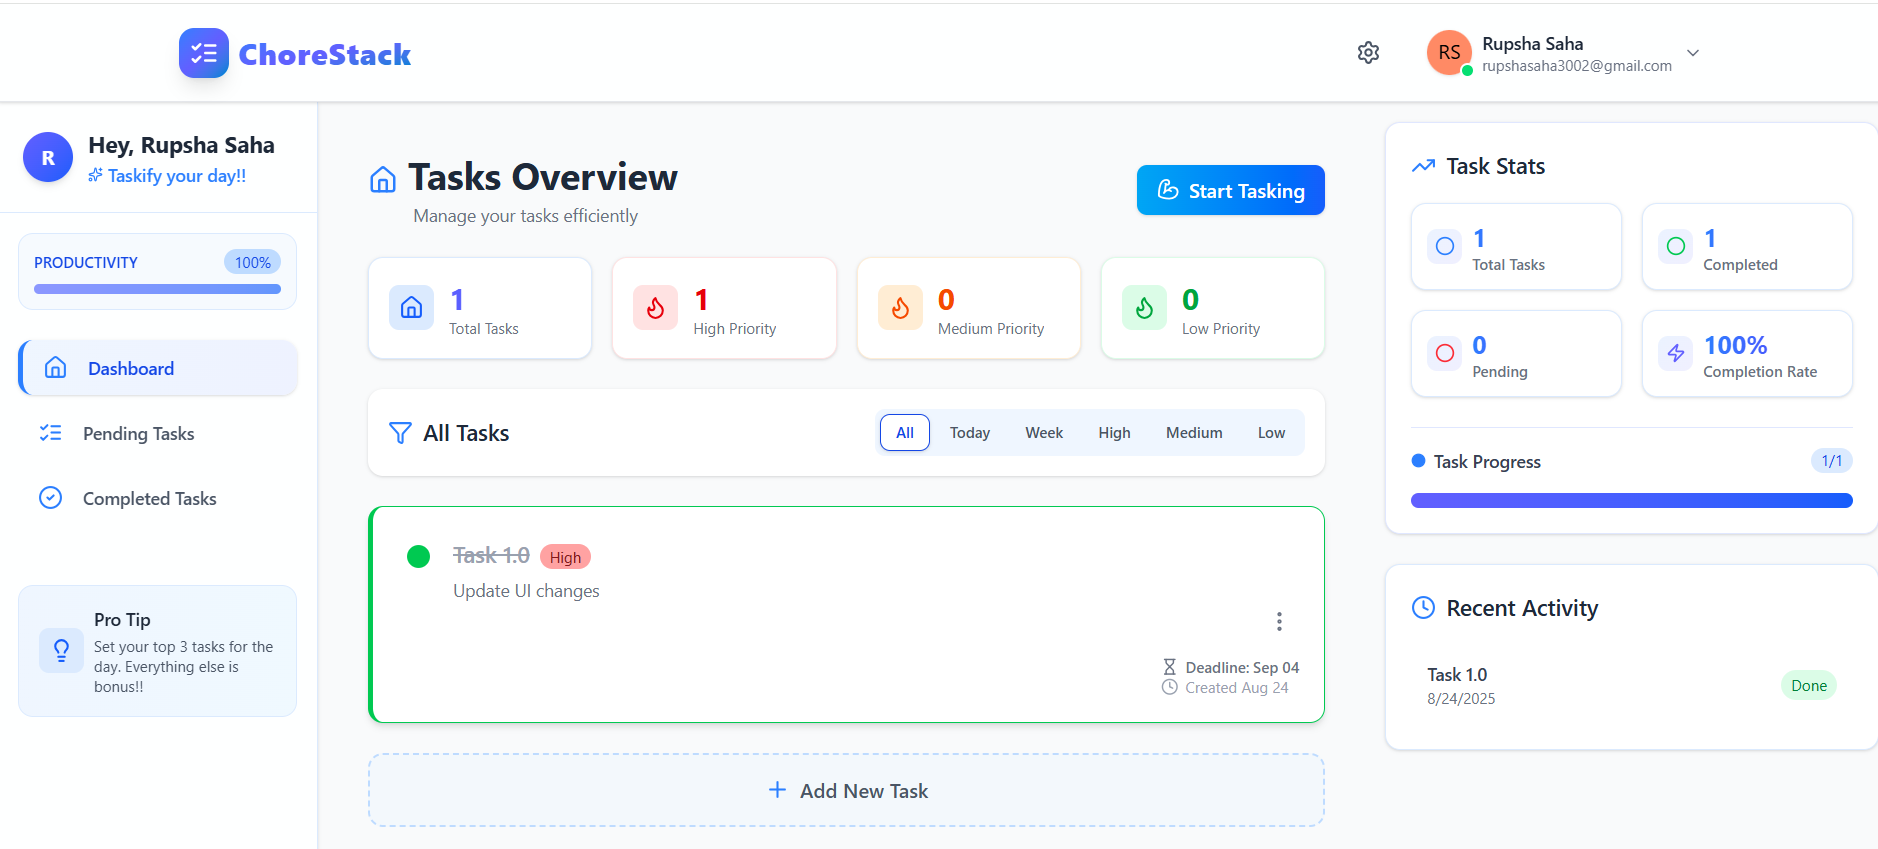 ChoreStack
RS
Rupsha Saha
rupshasaha3002@gmail.com
R
Hey, Rupsha Saha
Taskify your day!!
PRODUCTIVITY
100%
Dashboard
Pending Tasks
Completed Tasks
Pro Tip
Set your top 3 tasks for the
day. Everything else is
bonus!!
Tasks Overview
Manage your tasks efficiently
Start Tasking
1
Total Tasks
1
High Priority
0
Medium Priority
0
Low Priority
All Tasks
All Today Week High Medium Low
Task 1.0 High
Update UI changes
Deadline: Sep 04
Created Aug 24
+ Add New Task
Task Stats
1
Total Tasks
1
Completed
0
Pending
100%
Completion Rate
Task Progress
1/1
Recent Activity
Task 1.0
8/24/2025
Done